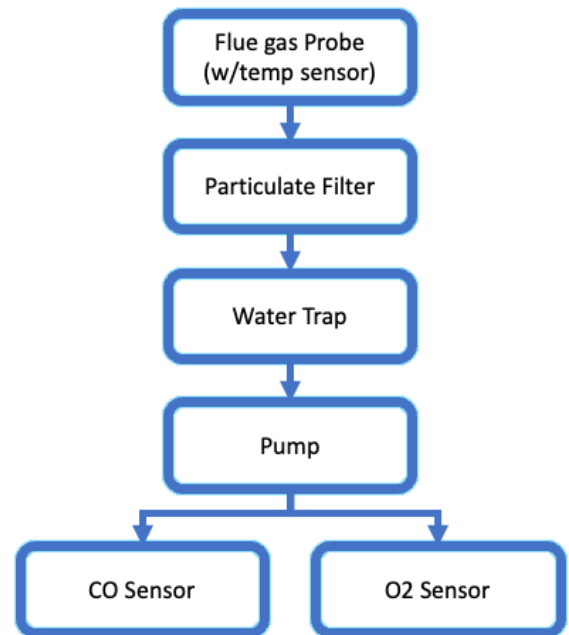 Flue gas Probe
(w/temp sensor)
Particulate Filter
Water Trap
Pump
CO Sensor
O2 Sensor